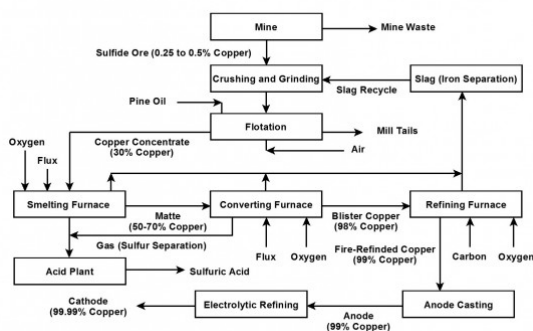 Mine
Mine Waste
Sulfide Ore (0.25 to 0.5% Copper)
Crushing and Grinding
Slag (Iron Separation)
Slag Recycle
Pine Oil
Flotation
Mill Tails
Copper Concentrate
(30% Copper)
Air
Oxygen
Flux
Smelting Furnace
Converting Furnace
Refining Furnace
Matte
(50-70% Copper)
Blister Copper
(98% Copper)
Gas (Sulfur Separation)
Flux
Oxygen
Fire-Refinded Copper
(99% Copper)
Carbon
Oxygen
Acid Plant
Sulfuric Acid
Cathode
(99.99% Copper)
Electrolytic Refining
Anode
(99% Copper)
Anode Casting